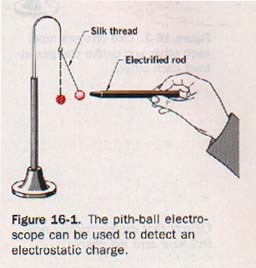 Silk thread
Electrified rod
Figure 16-1. The pith-ball electro-
scope can be used to detect an
electrostatic charge.